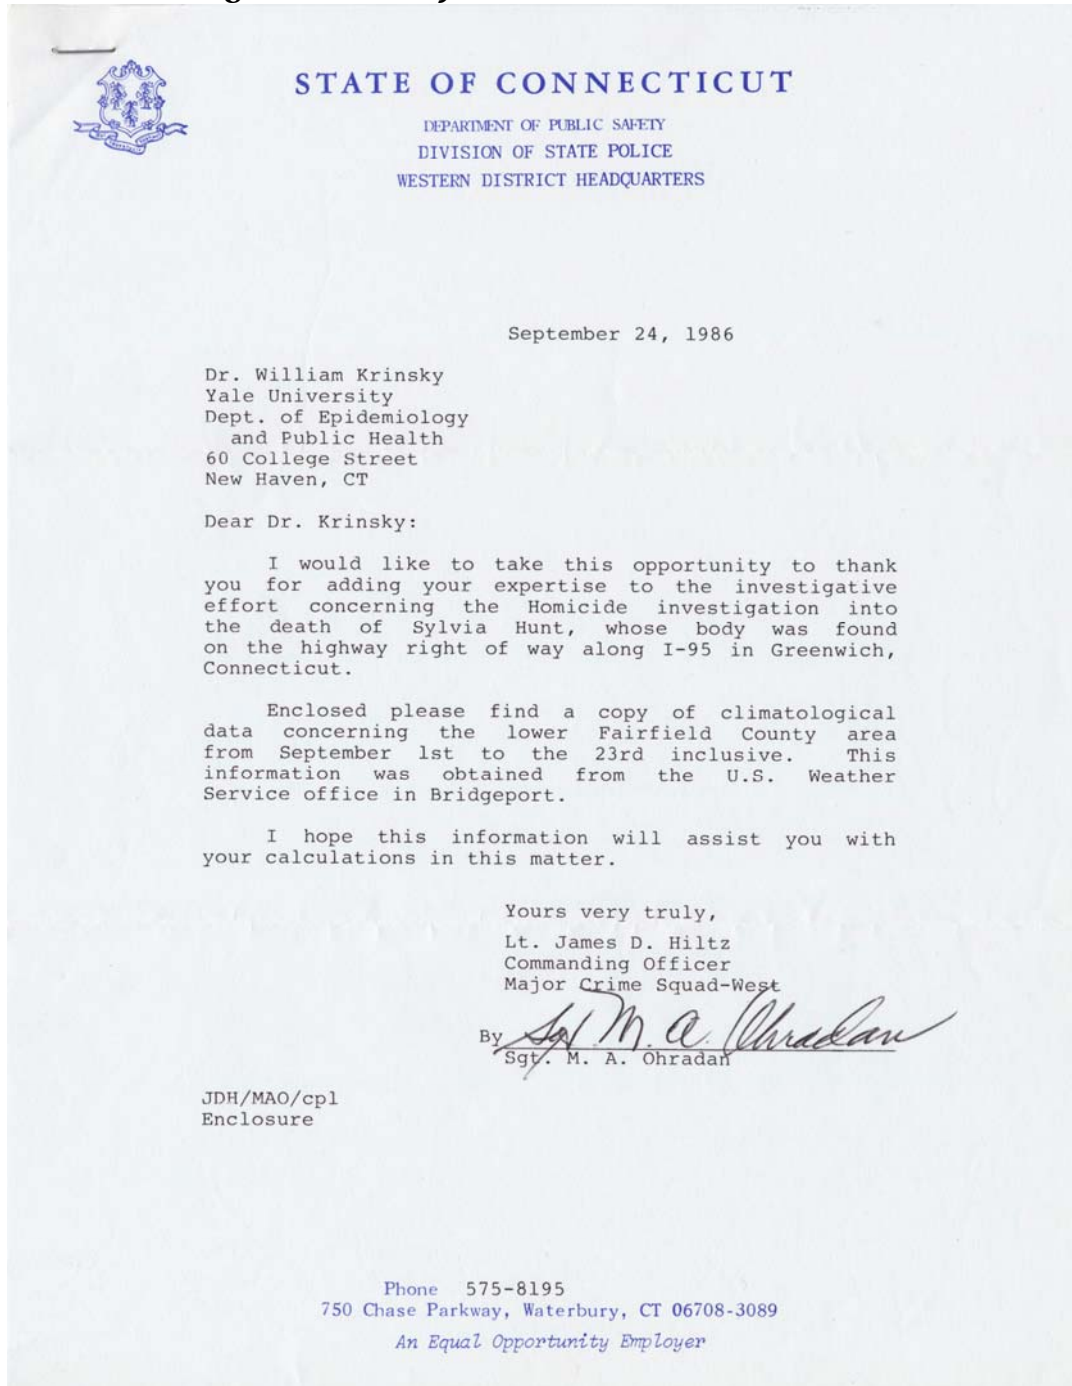 STATE OF CONNECTICUT
DEPARTMENT OF PUBLIC SAFETY
DIVISION OF STATE POLICE
WESTERN DISTRICT HEADQUARTERS
September 24, 1986
Dr. William Krinsky
Yale University
Dept. of Epidemiology
and Public Health
60 College Street
New Haven, CT
Dear Dr. Krinsky:
I would like to take this opportunity to thank
you for adding your expertise to the investigative
effort concerning the Homicide investigation into
the death of Sylvia Hunt, whose body was found
on the highway right of way along I-95 in Greenwich,
Connecticut.
Enclosed please find a copy of climatological
data concerning the lower Fairfield County area
from September 1st to the 23rd inclusive. This
information was obtained from the U.S. Weather
Service office in Bridgeport.
I hope this information will assist you with
your calculations in this matter.
Yours very truly,
Lt. James D. Hiltz
Commanding Officer
Major Crime Squad-West
By Sgt. M. A. Ohradan
Sgt. M. A. Ohradan
JDH/MAO/cpl
Enclosure
Phone 575-8195
750 Chase Parkway, Waterbury, CT 06708-3089
An Equal Opportunity Employer